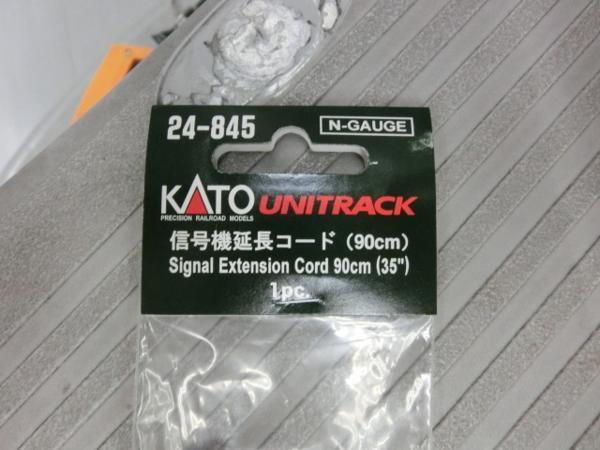 24-845
N-GAUGE
KATO UNITRACK
PRECISION RAILROAD MODELS
信号機延長コード（90cm）
Signal Extension Cord 90cm (35")
1pc.